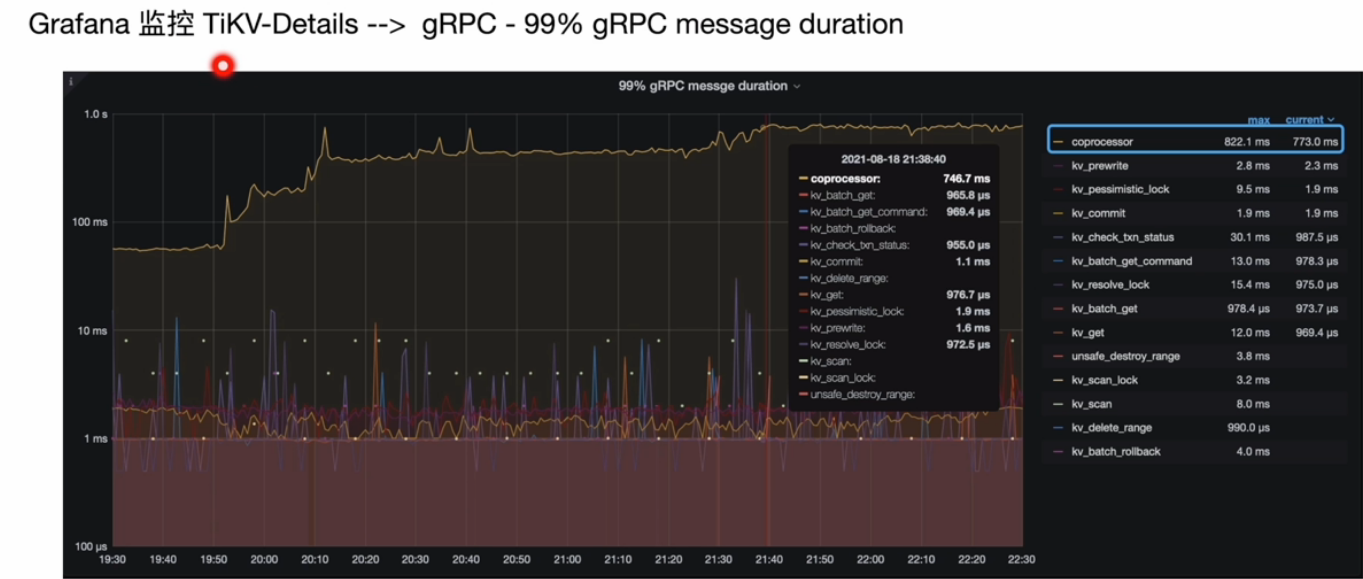 Grafana 监控 TiKV-Details --> gRPC - 99% gRPC message duration
i
99% gRPC messge duration
1.0 s
100 ms
10 ms
1 ms
100 μs
19:30 19:40 19:50 20:00 20:10 20:20 20:30 20:40 20:50 21:00 21:10 21:20 21:30 21:40 21:50 22:00 22:10 22:20 22:30
2021-08-18 21:38:40
coprocessor: 746.7 ms
kv_batch_get: 965.8 μs
kv_batch_get_command: 969.4 μs
kv_batch_rollback:
kv_check_txn_status: 955.0 μs
kv_commit: 1.1 ms
kv_delete_range:
kv_get: 976.7 μs
kv_pessimistic_lock: 1.9 ms
kv_prewrite: 1.6 ms
kv_resolve_lock: 972.5 μs
kv_scan:
kv_scan_lock:
unsafe_destroy_range:
max current
coprocessor 822.1 ms 773.0 ms
kv_prewrite 2.8 ms 2.3 ms
kv_pessimistic_lock 9.5 ms 1.9 ms
kv_commit 1.9 ms 1.9 ms
kv_check_txn_status 30.1 ms 987.5 μs
kv_batch_get_command 13.0 ms 978.3 μs
kv_resolve_lock 15.4 ms 975.0 μs
kv_batch_get 978.4 μs 973.7 μs
kv_get 12.0 ms 969.4 μs
unsafe_destroy_range 3.8 ms
kv_scan_lock 3.2 ms
kv_scan 8.0 ms
kv_delete_range 990.0 μs
kv_batch_rollback 4.0 ms